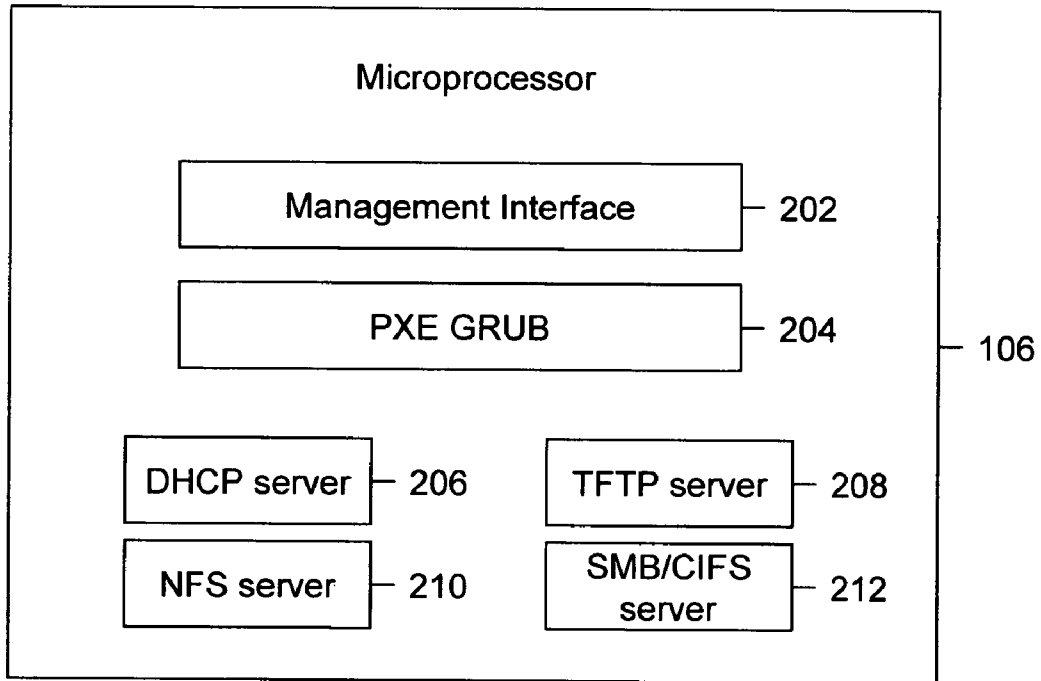 Microprocessor
Management Interface 202
PXE GRUB 204
106
DHCP server 206
TFTP server 208
NFS server 210
SMB/CIFS
server 212